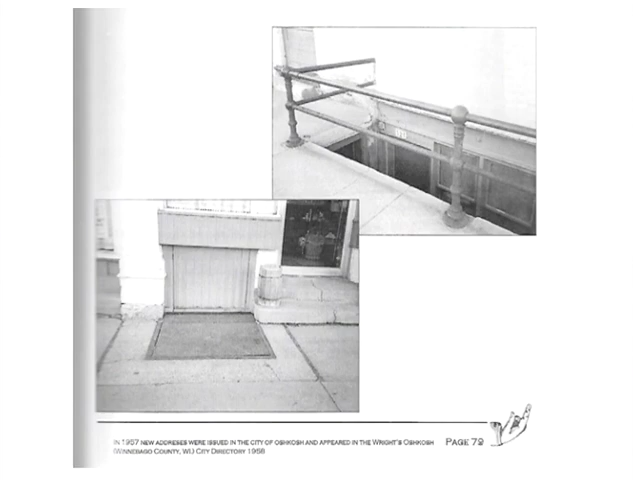 IN 1957 NEW ADDRESES WERE ISSUED IN THE CITY OF OSHKOSH AND APPEARED IN THE WRIGHT'S OSHKOSH
(WINNEBAGO COUNTY, WI.) CITY DIRECTORY 1958
PAGE 79